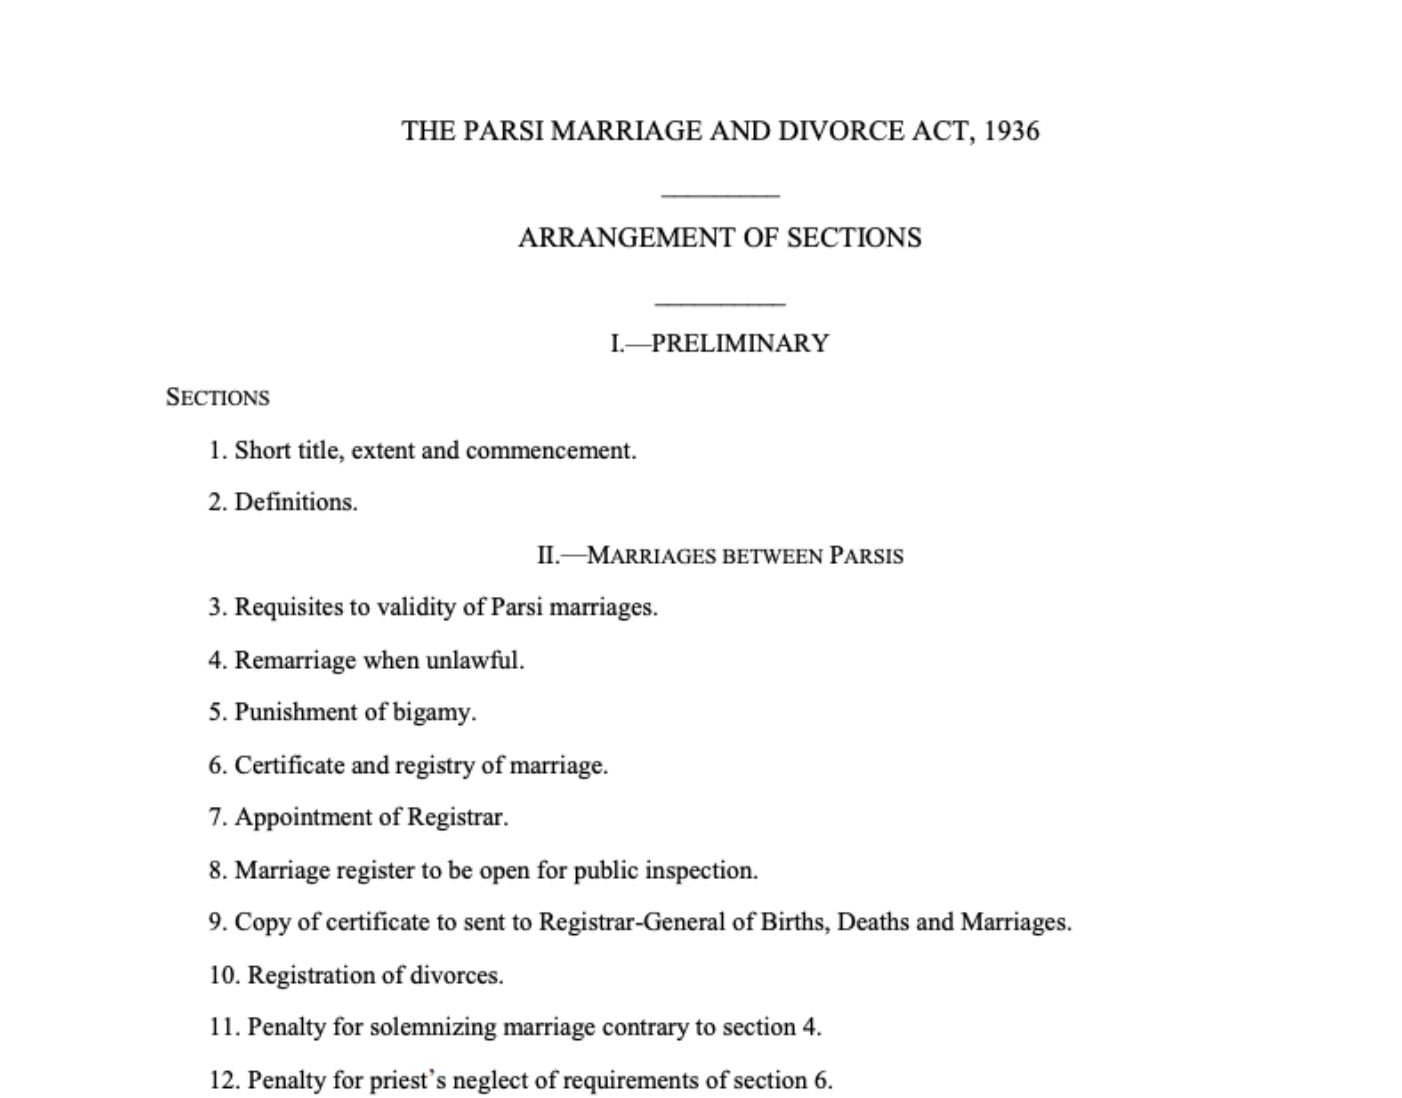 THE PARSI MARRIAGE AND DIVORCE ACT, 1936
ARRANGEMENT OF SECTIONS
I.—PRELIMINARY
SECTIONS
1. Short title, extent and commencement.
2. Definitions.
II.—MARRIAGES BETWEEN PARSIS
3. Requisites to validity of Parsi marriages.
4. Remarriage when unlawful.
5. Punishment of bigamy.
6. Certificate and registry of marriage.
7. Appointment of Registrar.
8. Marriage register to be open for public inspection.
9. Copy of certificate to sent to Registrar-General of Births, Deaths and Marriages.
10. Registration of divorces.
11. Penalty for solemnizing marriage contrary to section 4.
12. Penalty for priest’s neglect of requirements of section 6.